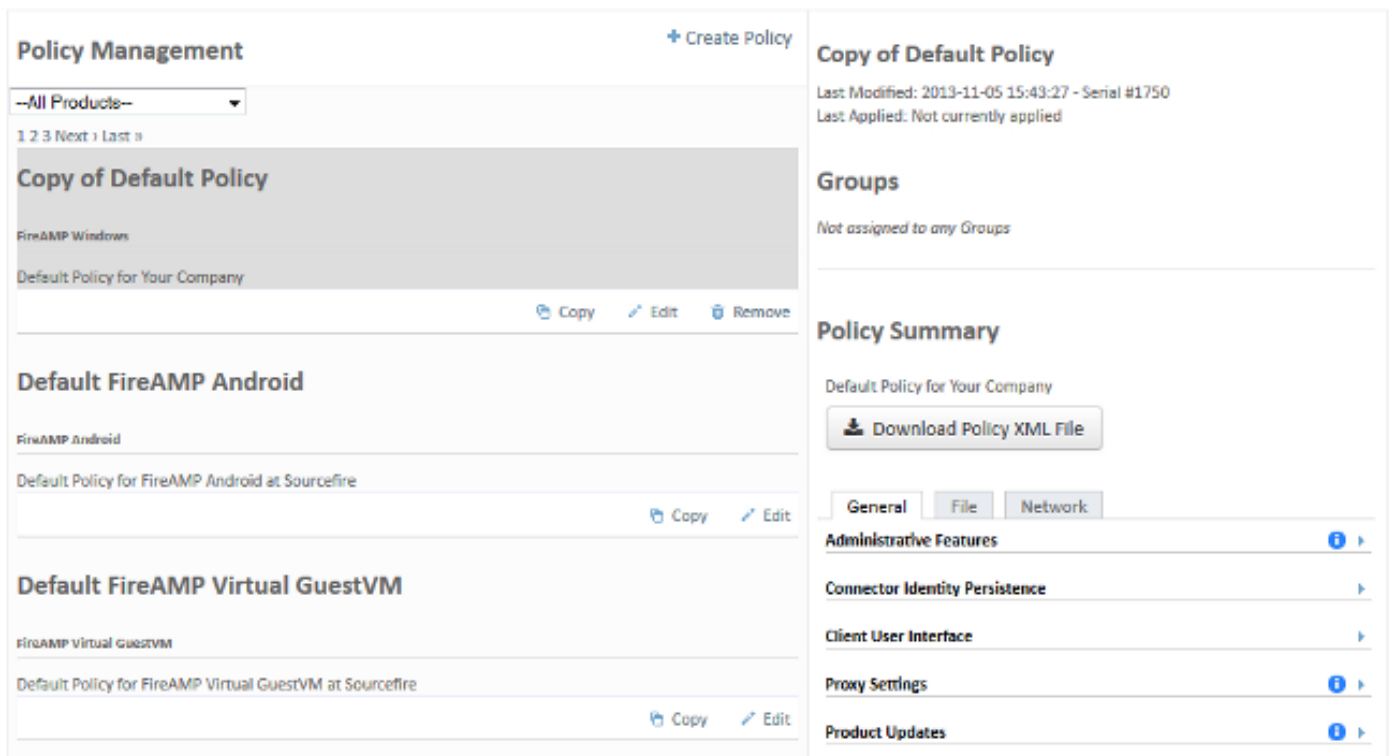 Policy Management
+ Create Policy
--All Products--
1 2 3 Next › Last »
Copy of Default Policy
FireAMP Windows
Default Policy for Your Company
Copy Edit Remove
Default FireAMP Android
FireAMP Android
Default Policy for FireAMP Android at Sourcefire
Copy Edit
Default FireAMP Virtual GuestVM
FireAMP Virtual GuestVM
Default Policy for FireAMP Virtual GuestVM at Sourcefire
Copy Edit
Copy of Default Policy
Last Modified: 2013-11-05 15:43:27 - Serial #1750
Last Applied: Not currently applied
Groups
Not assigned to any Groups
Policy Summary
Default Policy for Your Company
Download Policy XML File
General File Network
Administrative Features
Connector Identity Persistence
Client User Interface
Proxy Settings
Product Updates